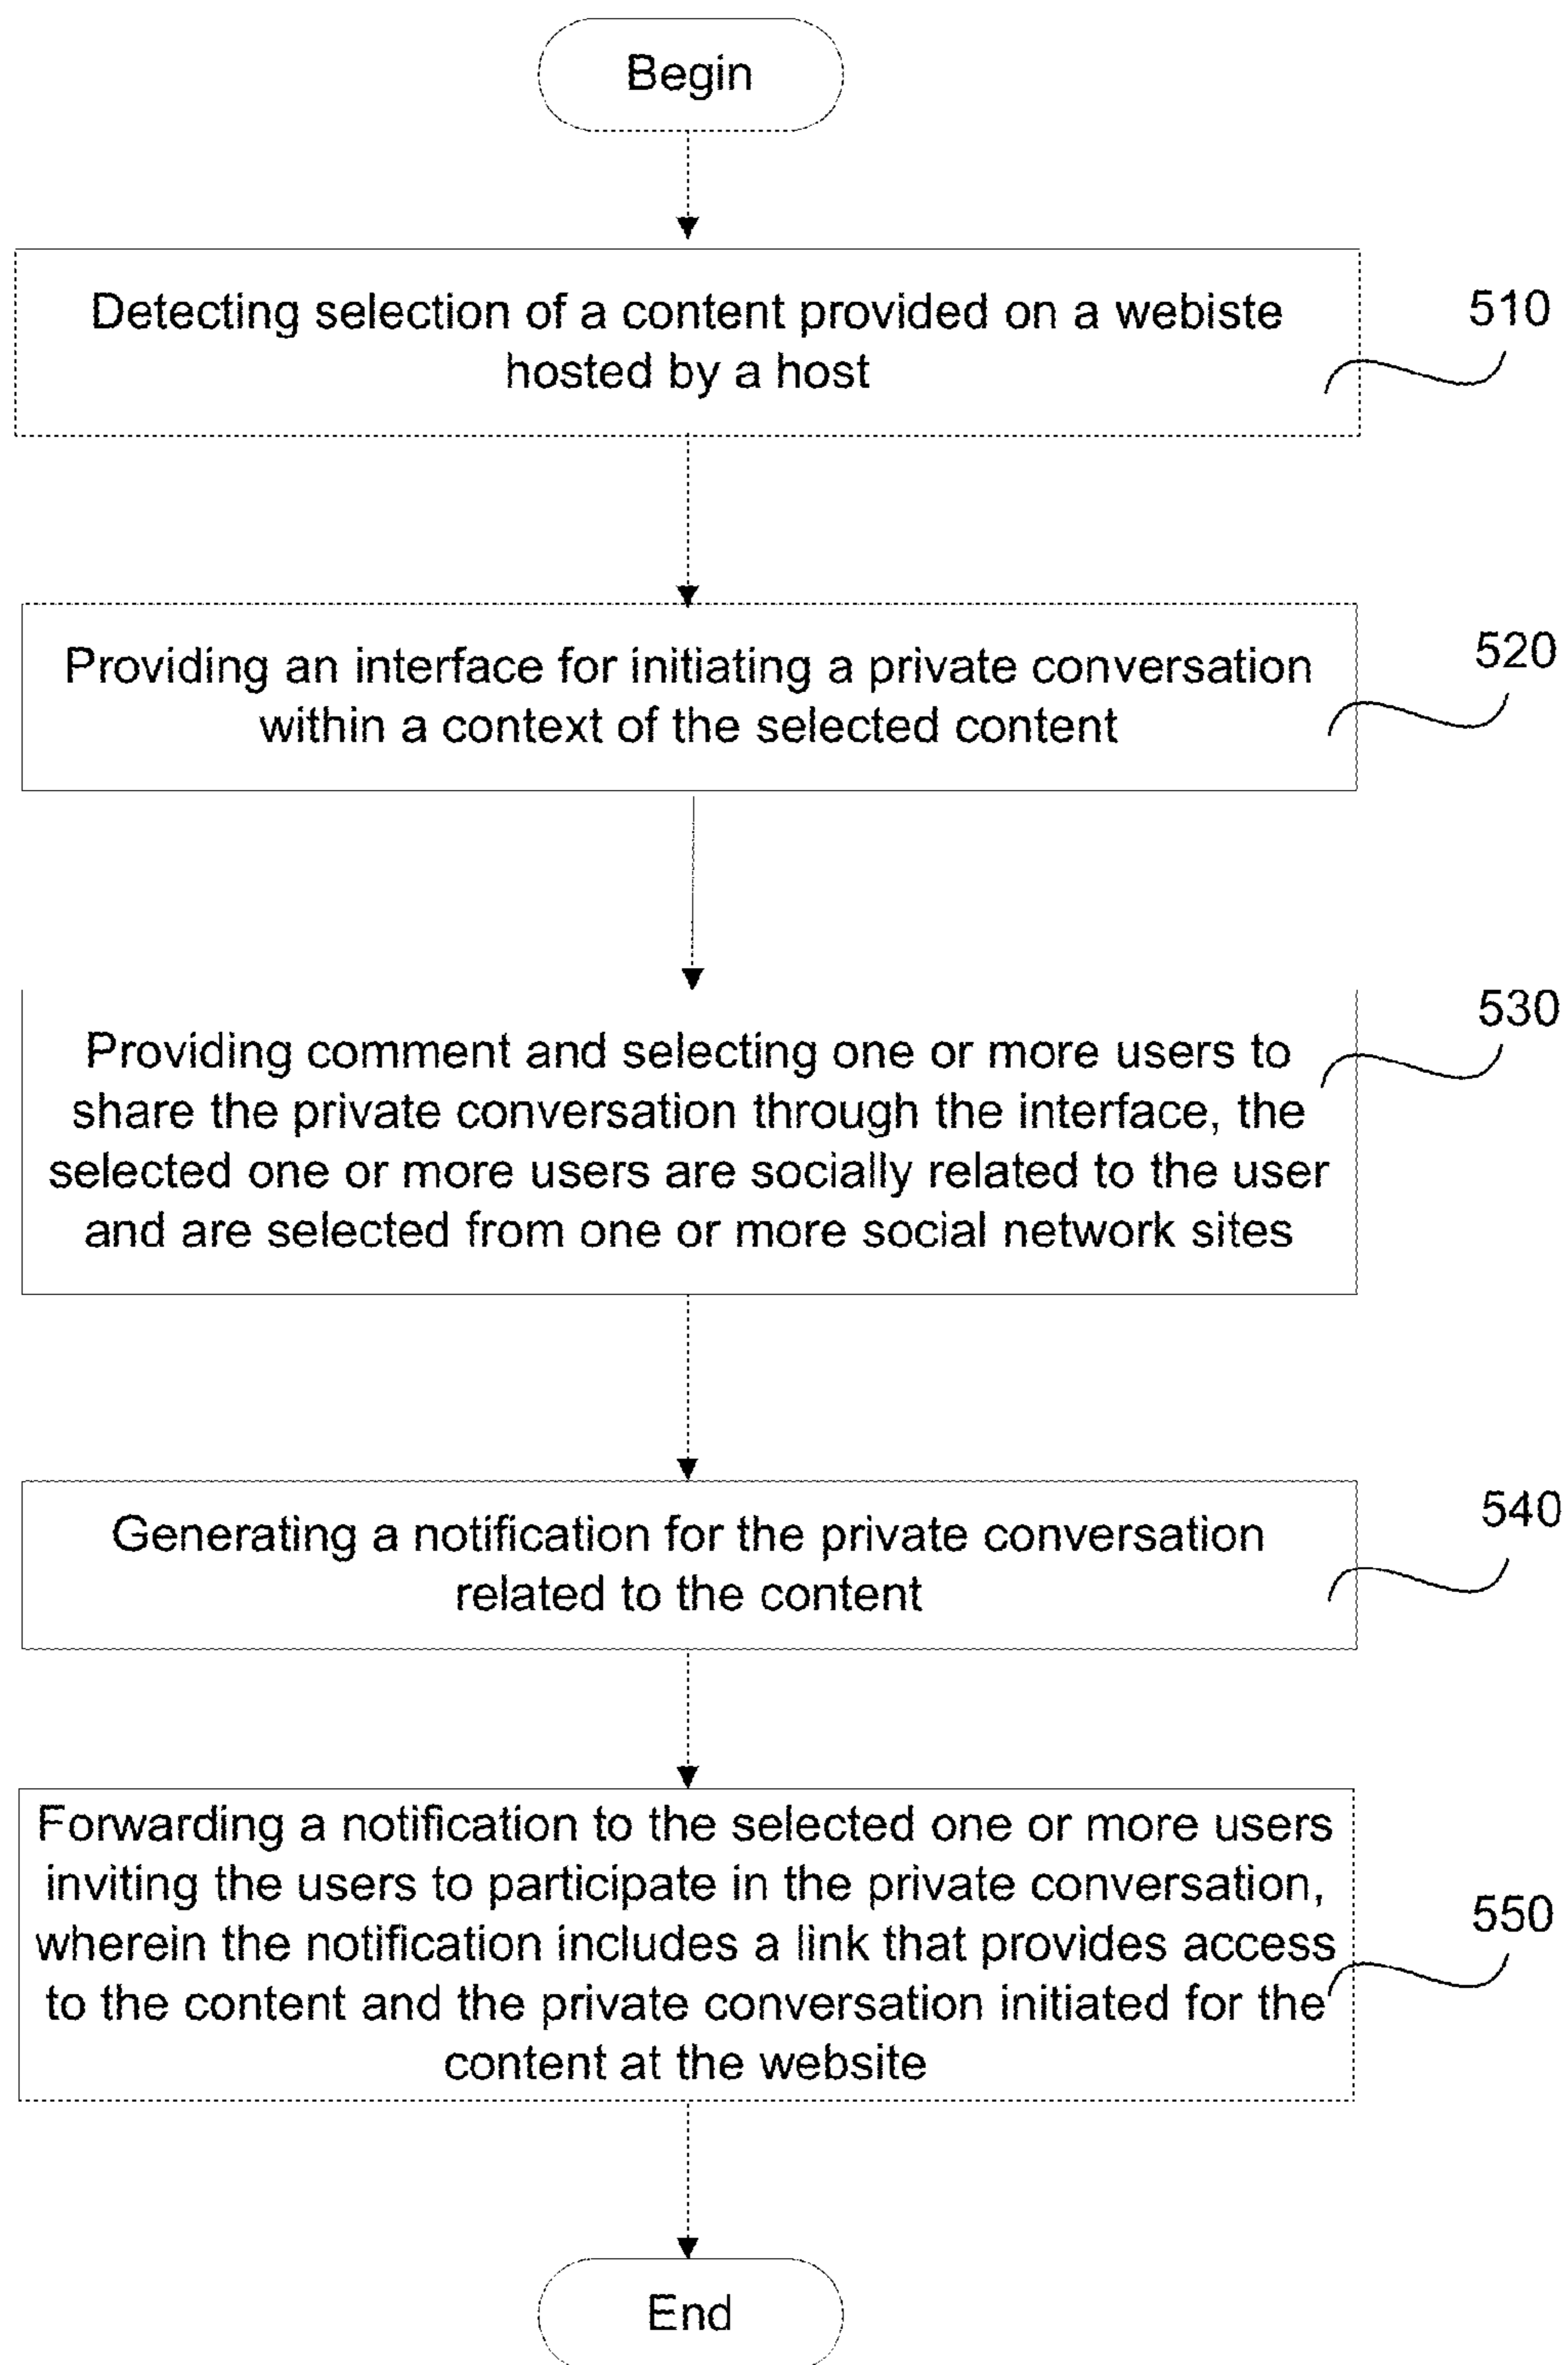 Begin
Detecting selection of a content provided on a webiste
hosted by a host
510
Providing an interface for initiating a private conversation
within a context of the selected content
520
Providing comment and selecting one or more users to
share the private conversation through the interface, the
selected one or more users are socially related to the user
and are selected from one or more social network sites
530
Generating a notification for the private conversation
related to the content
540
Forwarding a notification to the selected one or more users
inviting the users to participate in the private conversation,
wherein the notification includes a link that provides access
to the content and the private conversation initiated for the
content at the website
550
End